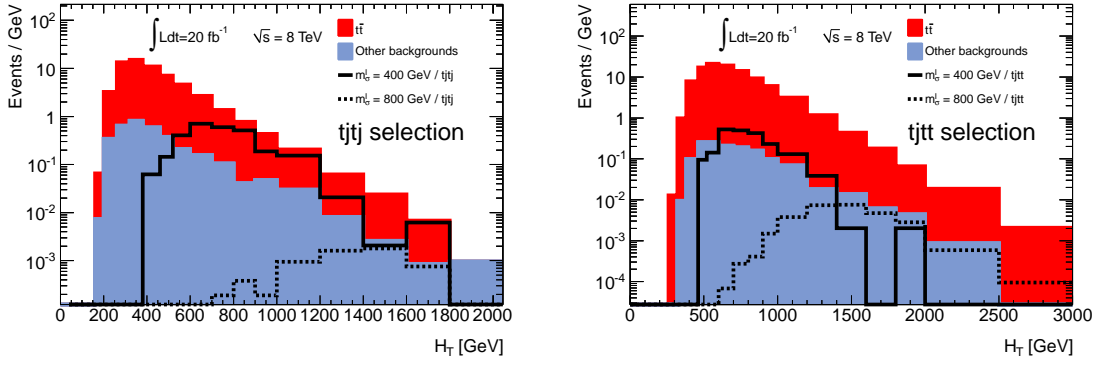 Events / GeV
10²
10
1
10⁻¹
10⁻²
10⁻³
∫Ldt=20 fb⁻¹ √s = 8 TeV
tt̄
Other backgrounds
m_σ^I = 400 GeV / tjtj
m_σ^I = 800 GeV / tjtj
tjtj selection
0 200 400 600 800 1000 1200 1400 1600 1800 2000
H_T [GeV]
Events / GeV
10²
10
1
10⁻¹
10⁻²
10⁻³
10⁻⁴
∫Ldt=20 fb⁻¹ √s = 8 TeV
tt̄
Other backgrounds
m_σ^I = 400 GeV / tjtt
m_σ^I = 800 GeV / tjtt
tjtt selection
0 500 1000 1500 2000 2500 3000
H_T [GeV]